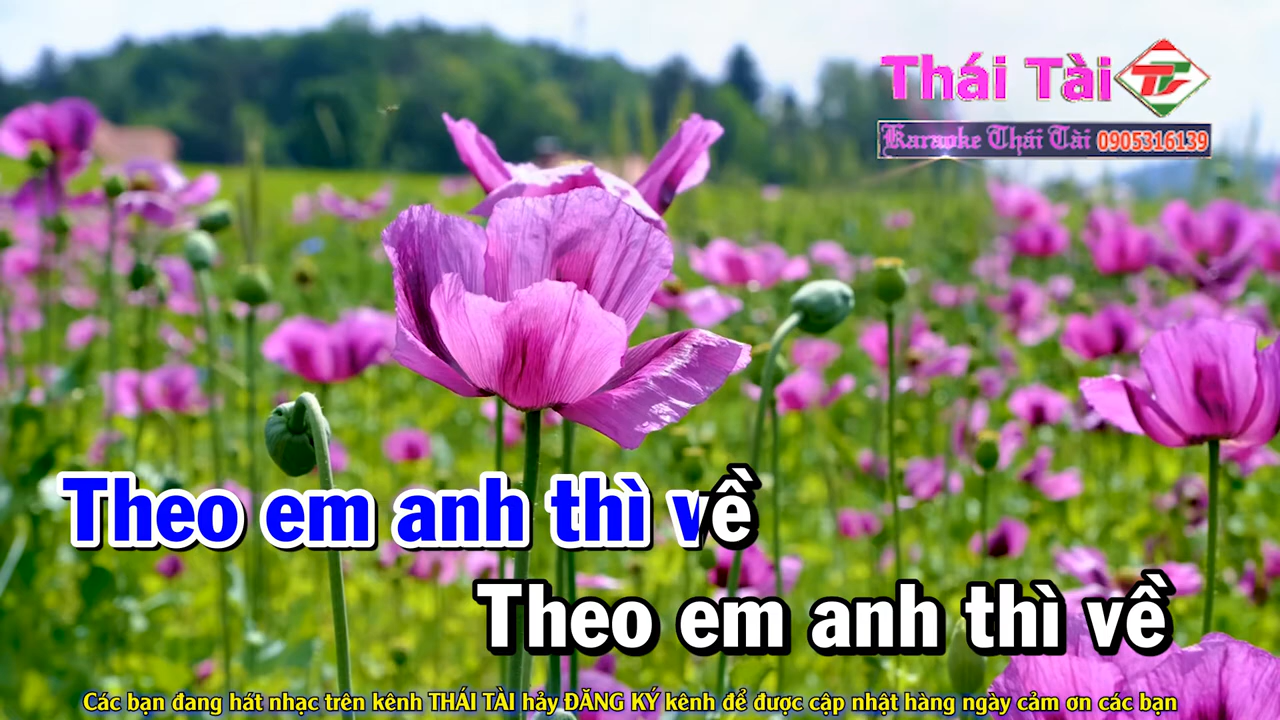 Thái Tài
Karaoke Thái Tài 0905316139
Theo em anh thì về
Theo em anh thì về
Các bạn đang hát nhạc trên kênh THÁI TÀI hảy ĐĂNG KÝ kênh để được cập nhật hàng ngày cảm ơn các bạn